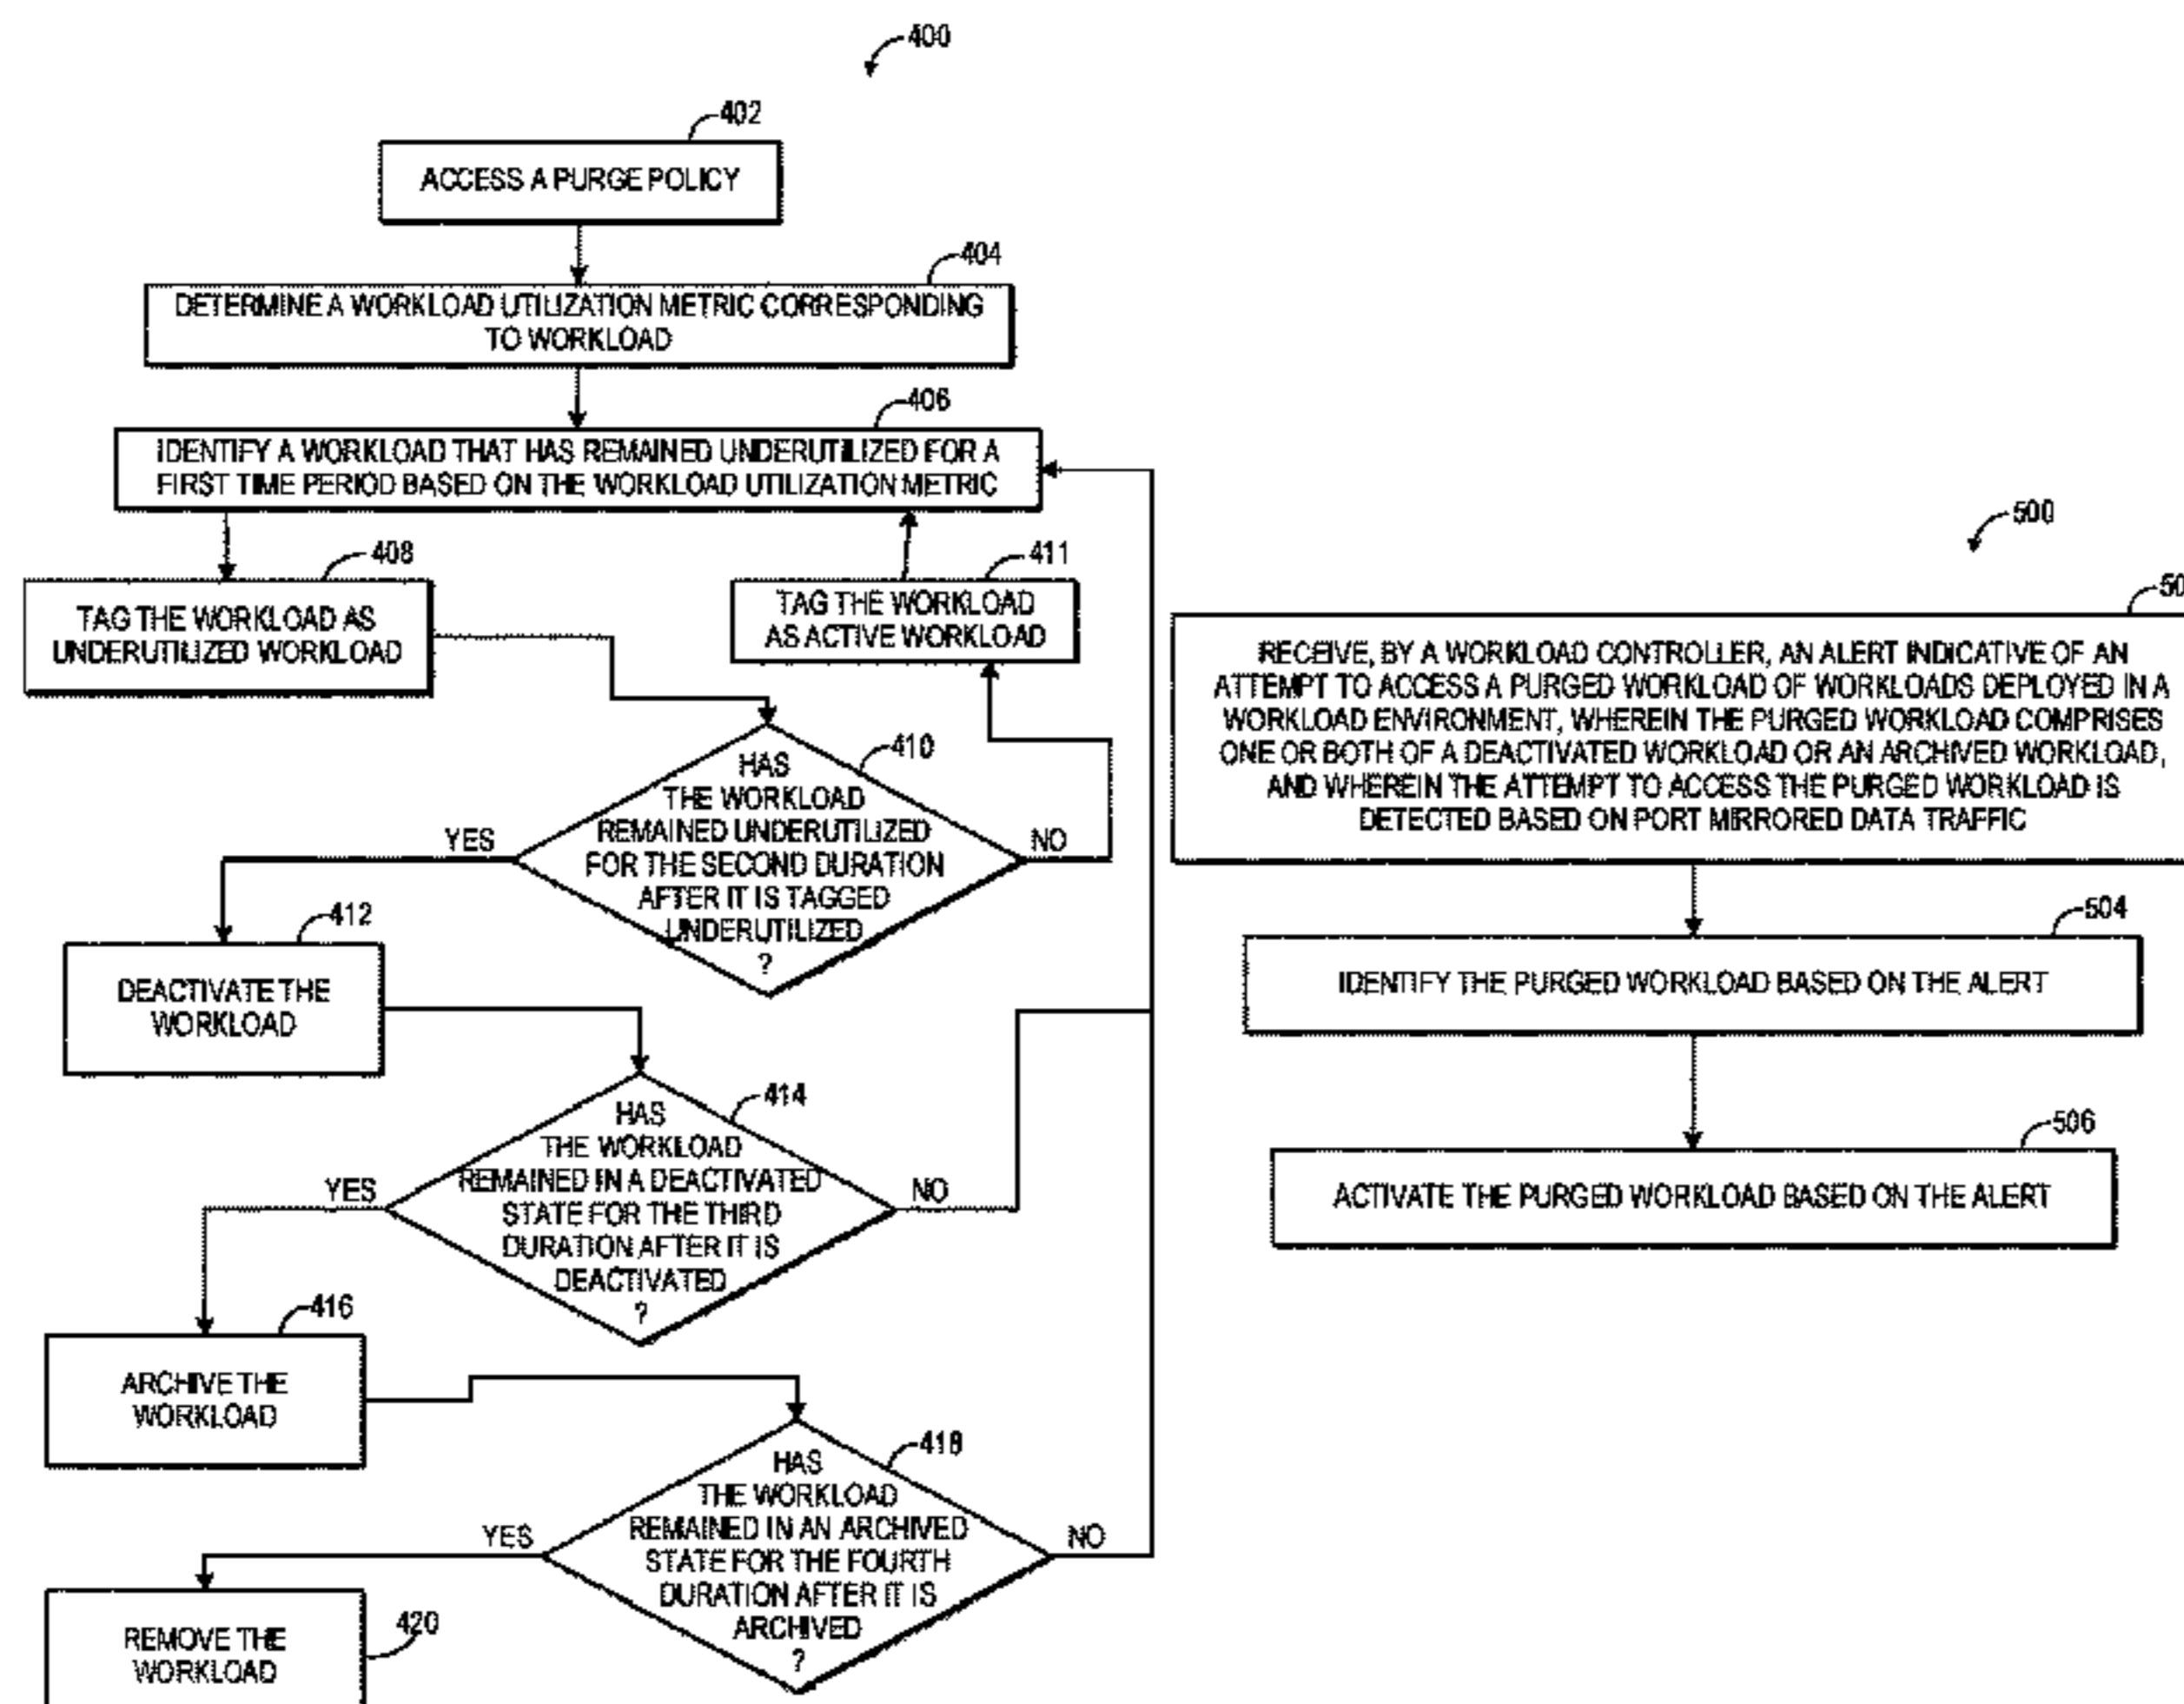 400
402
ACCESS A PURGE POLICY
404
DETERMINE A WORKLOAD UTILIZATION METRIC CORRESPONDING
TO WORKLOAD
406
IDENTIFY A WORKLOAD THAT HAS REMAINED UNDERUTILIZED FOR A
FIRST TIME PERIOD BASED ON THE WORKLOAD UTILIZATION METRIC
408
TAG THE WORKLOAD AS
UNDERUTILIZED WORKLOAD
411
TAG THE WORKLOAD
AS ACTIVE WORKLOAD
410
HAS
THE WORKLOAD
REMAINED UNDERUTILIZED
FOR THE SECOND DURATION
AFTER IT IS TAGGED
UNDERUTILIZED
?
YES
NO
412
DEACTIVATE THE
WORKLOAD
414
HAS
THE WORKLOAD
REMAINED IN A DEACTIVATED
STATE FOR THE THIRD
DURATION AFTER IT IS
DEACTIVATED
?
YES
NO
416
ARCHIVE THE
WORKLOAD
418
HAS
THE WORKLOAD
REMAINED IN AN ARCHIVED
STATE FOR THE FOURTH
DURATION AFTER IT IS
ARCHIVED
?
YES
NO
420
REMOVE THE
WORKLOAD
500
RECEIVE, BY A WORKLOAD CONTROLLER, AN ALERT INDICATIVE OF AN
ATTEMPT TO ACCESS A PURGED WORKLOAD OF WORKLOADS DEPLOYED IN A
WORKLOAD ENVIRONMENT, WHEREIN THE PURGED WORKLOAD COMPRISES
ONE OR BOTH OF A DEACTIVATED WORKLOAD OR AN ARCHIVED WORKLOAD,
AND WHEREIN THE ATTEMPT TO ACCESS THE PURGED WORKLOAD IS
DETECTED BASED ON PORT MIRRORED DATA TRAFFIC
504
IDENTIFY THE PURGED WORKLOAD BASED ON THE ALERT
506
ACTIVATE THE PURGED WORKLOAD BASED ON THE ALERT